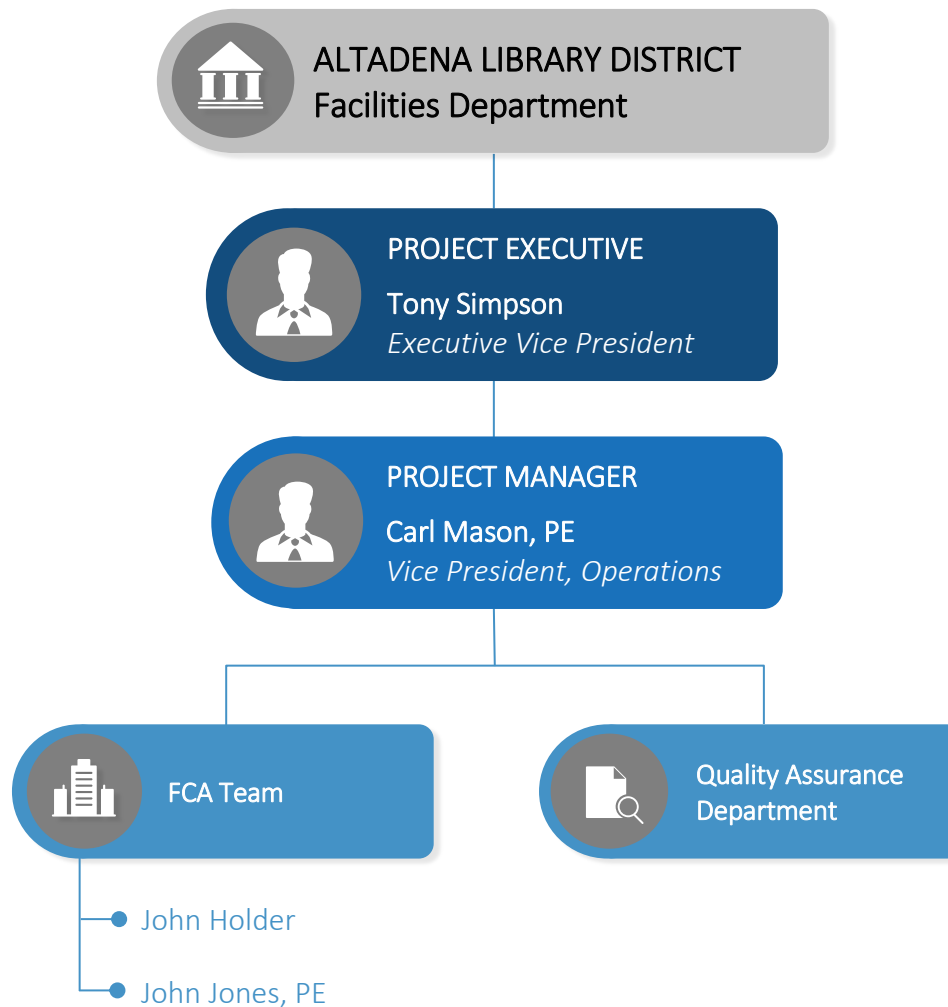 ALTADENA LIBRARY DISTRICT
Facilities Department
PROJECT EXECUTIVE
Tony Simpson
Executive Vice President
PROJECT MANAGER
Carl Mason, PE
Vice President, Operations
FCA Team
Quality Assurance
Department
John Holder
John Jones, PE